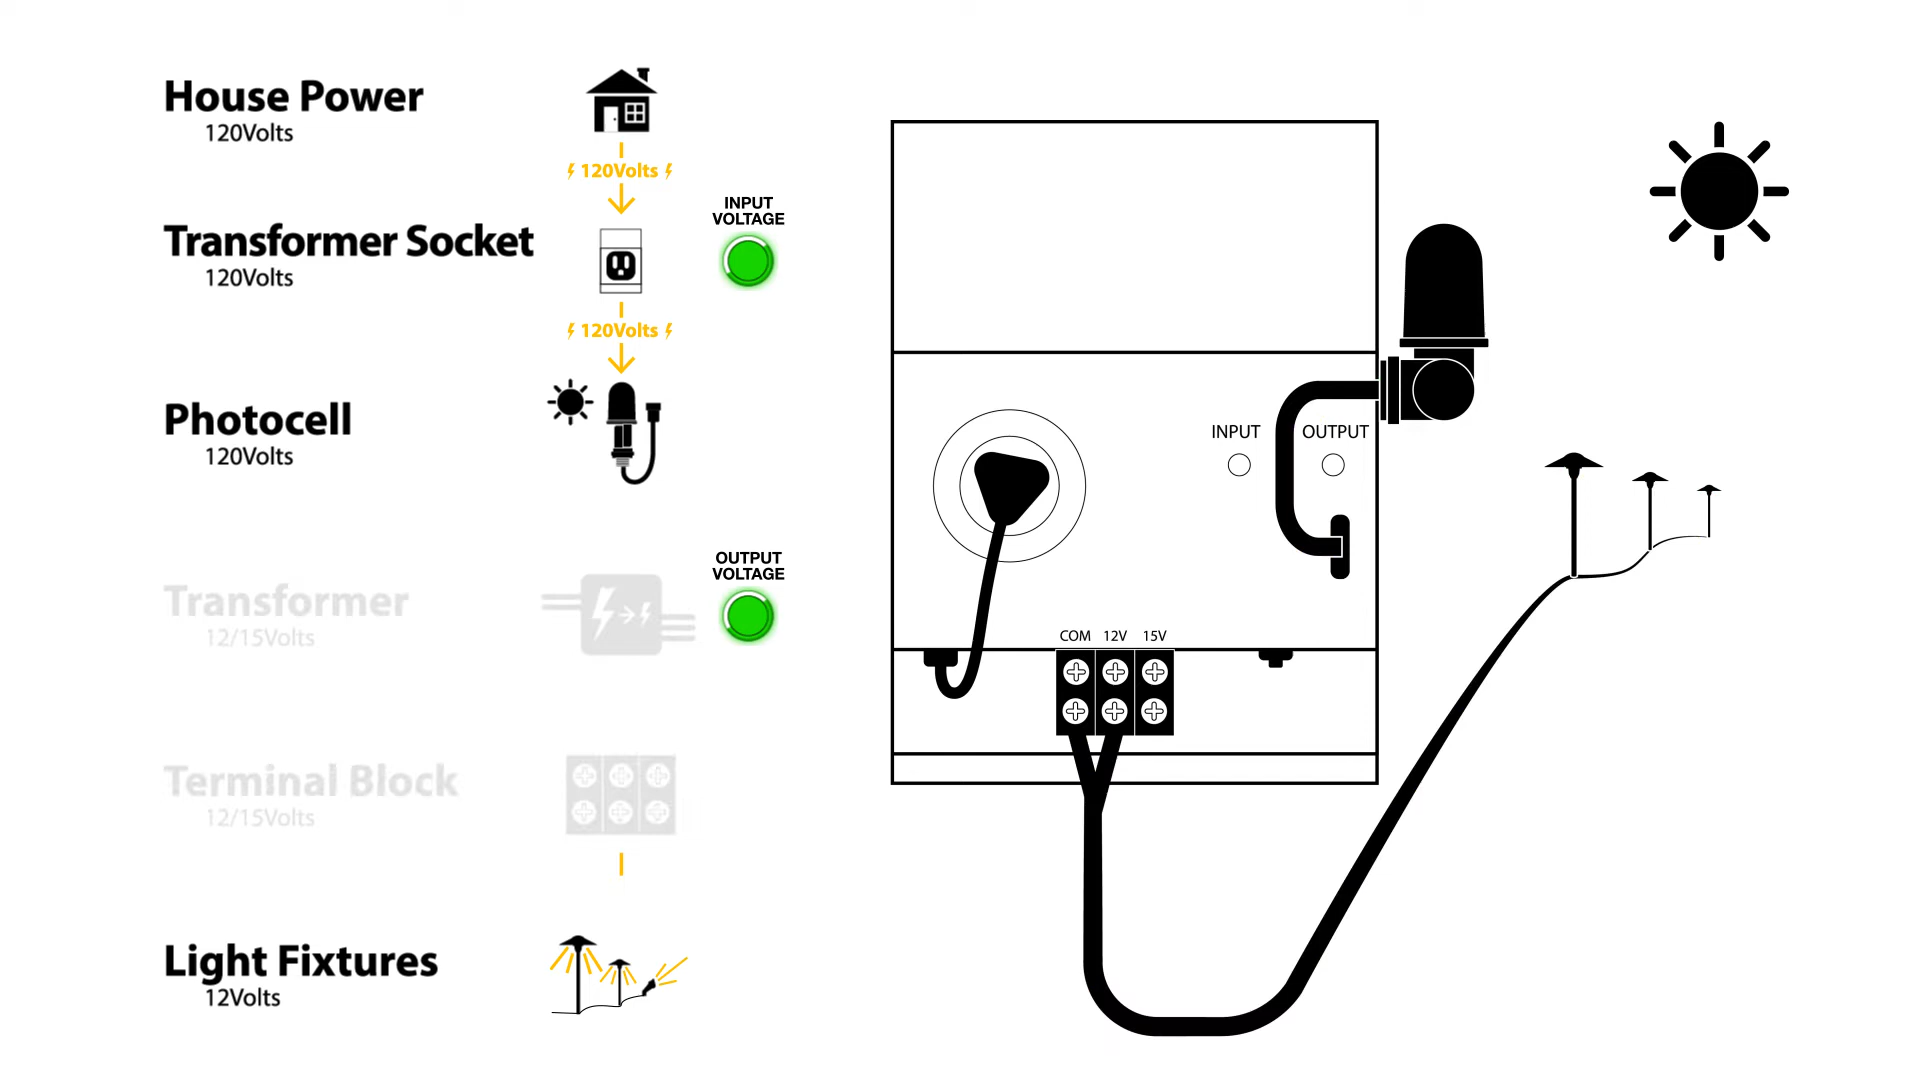 House Power
120Volts
120Volts
Transformer Socket
120Volts
INPUT
VOLTAGE
120Volts
Photocell
120Volts
Transformer
12/15Volts
OUTPUT
VOLTAGE
Terminal Block
12/15Volts
Light Fixtures
12Volts
INPUT
OUTPUT
COM 12V 15V